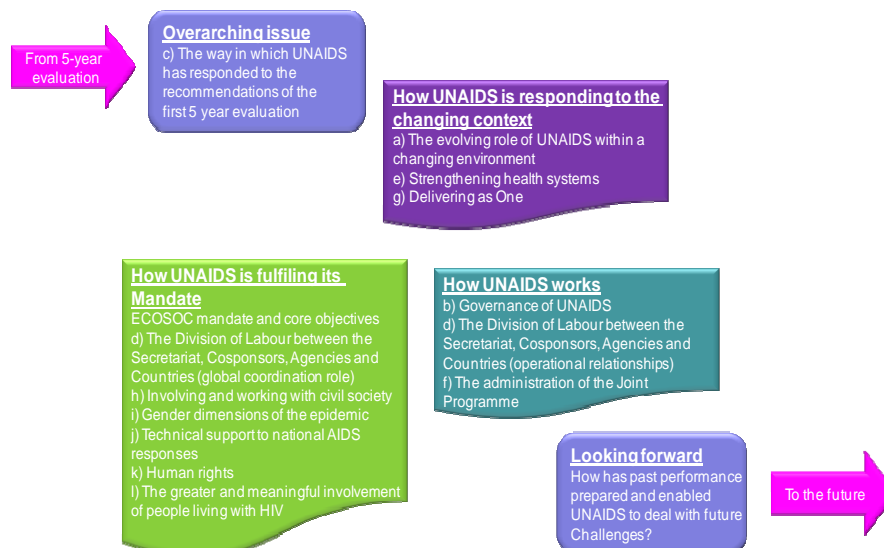 From 5-year
evaluation
Overarching issue
c) The way in which UNAIDS
has responded to the
recommendations of the
first 5 year evaluation
How UNAIDS is responding to the
changing context
a) The evolving role of UNAIDS within a
changing environment
e) Strengthening health systems
g) Delivering as One
How UNAIDS is fulfiling its
Mandate
ECOSOC mandate and core objectives
d) The Division of Labour between the
Secretariat, Cosponsors, Agencies and
Countries (global coordination role)
h) Involving and working with civil society
i) Gender dimensions of the epidemic
j) Technical support to national AIDS
responses
k) Human rights
l) The greater and meaningful involvement
of people living with HIV
How UNAIDS works
b) Governance of UNAIDS
d) The Division of Labour between the
Secretariat, Cosponsors, Agencies and
Countries (operational relationships)
f) The administration of the Joint
Programme
Looking forward
How has past performance
prepared and enabled
UNAIDS to deal with future
Challenges?
To the future